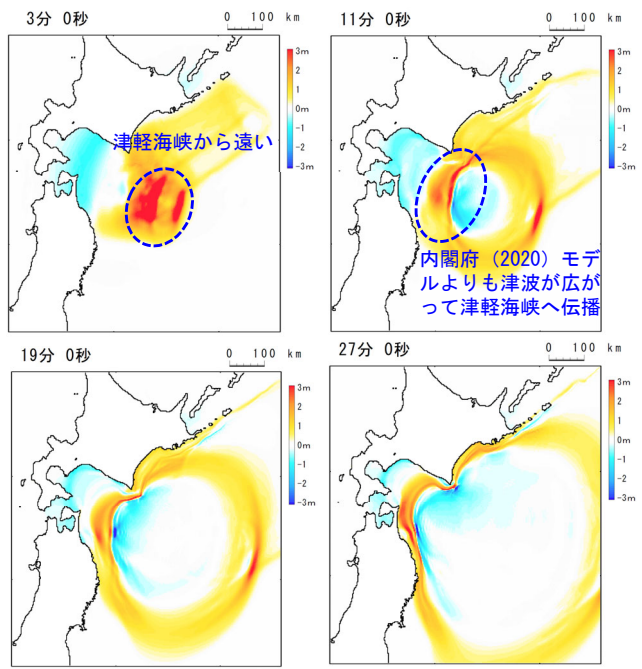 3分 0秒
0 100 km
3m
2
1
0m
-1
-2
-3m
津軽海峡から遠い
11分 0秒
0 100 km
3m
2
1
0m
-1
-2
-3m
内閣府（2020）モデ
ルよりも津波が広が
って津軽海峡へ伝播
19分 0秒
0 100 km
3m
2
1
0m
-1
-2
-3m
27分 0秒
0 100 km
3m
2
1
0m
-1
-2
-3m